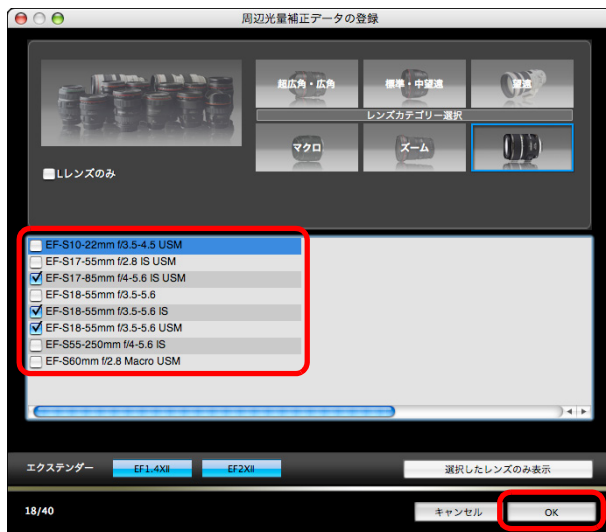 周辺光量補正データの登録
超広角・広角
標準・中望遠
望遠
レンズカテゴリー選択
マクロ
ズーム
Lレンズのみ
EF-S10-22mm f/3.5-4.5 USM
EF-S17-55mm f/2.8 IS USM
EF-S17-85mm f/4-5.6 IS USM
EF-S18-55mm f/3.5-5.6
EF-S18-55mm f/3.5-5.6 IS
EF-S18-55mm f/3.5-5.6 USM
EF-S55-250mm f/4-5.6 IS
EF-S60mm f/2.8 Macro USM
エクステンダー
EF1.4XII
EF2XII
選択したレンズのみ表示
18/40
キャンセル
OK